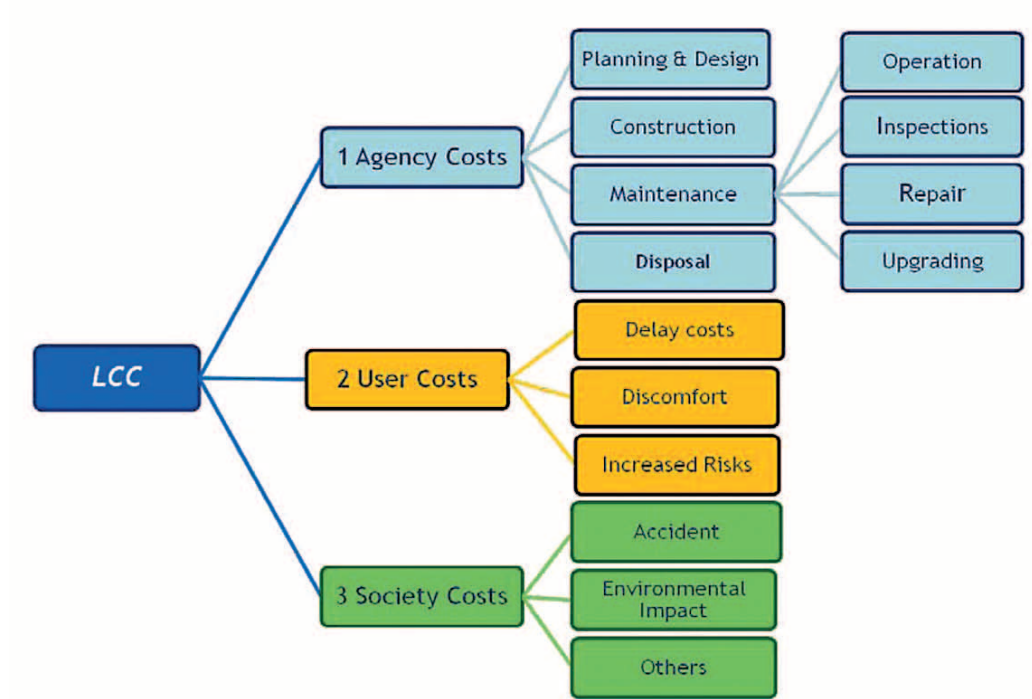 Planning & Design
Operation
Construction
Inspections
1 Agency Costs
Maintenance
Repair
Disposal
Upgrading
Delay costs
LCC
2 User Costs
Discomfort
Increased Risks
Accident
3 Society Costs
Environmental
Impact
Others